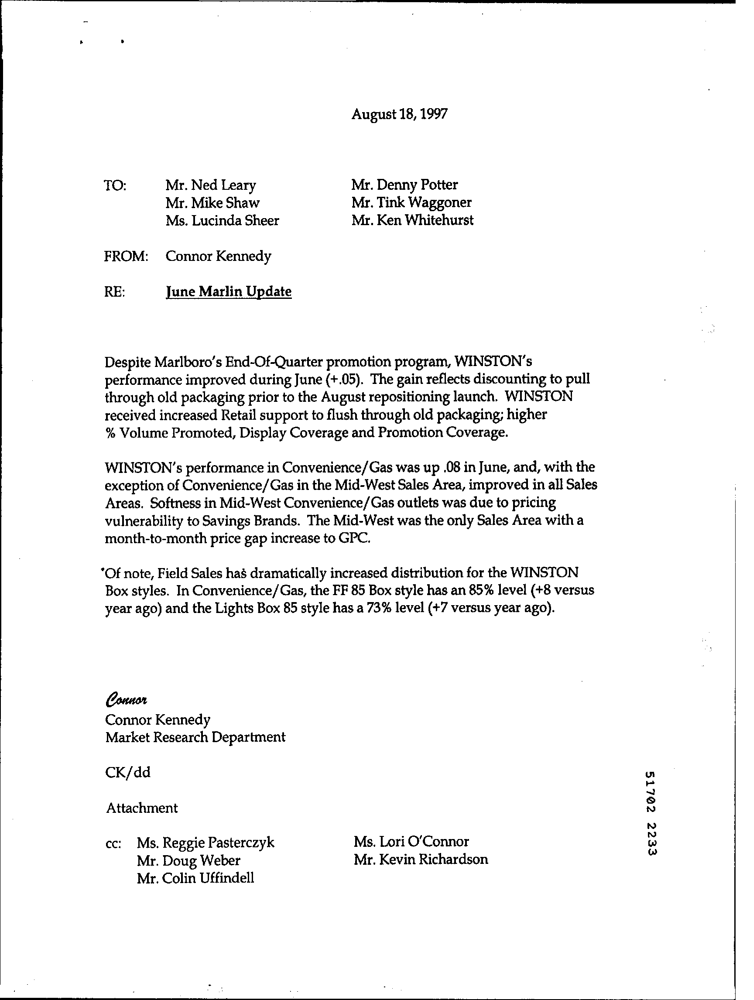 August 18, 1997
TO: Mr. Ned Leary Mr. Denny Potter
Mr. Mike Shaw Mr. Tink Waggoner
Ms. Lucinda Sheer Mr. Ken Whitehurst
FROM: Connor Kennedy
RE: June Marlin Update
Despite Marlboro's End-Of-Quarter promotion program, WINSTON's
performance improved during June (+.05). The gain reflects discounting to pull
through old packaging prior to the August repositioning launch. WINSTON
received increased Retail support to flush through old packaging; higher
% Volume Promoted, Display Coverage and Promotion Coverage.
WINSTON's performance in Convenience/Gas was up .08 in June, and, with the
exception of Convenience/Gas in the Mid-West Sales Area, improved in all Sales
Areas. Softness in Mid-West Convenience/Gas outlets was due to pricing
vulnerability to Savings Brands. The Mid-West was the only Sales Area with a
month-to-month price gap increase to GPC.
*Of note, Field Sales has dramatically increased distribution for the WINSTON
Box styles. In Convenience/Gas, the FF 85 Box style has an 85% level (+8 versus
year ago) and the Lights Box 85 style has a 73% level (+7 versus year ago).
Connor
Connor Kennedy
Market Research Department
CK/dd
Attachment
cc: Ms. Reggie Pasterczyk Ms. Lori O'Connor
Mr. Doug Weber Mr. Kevin Richardson
Mr. Colin Uffindell
51702 2233